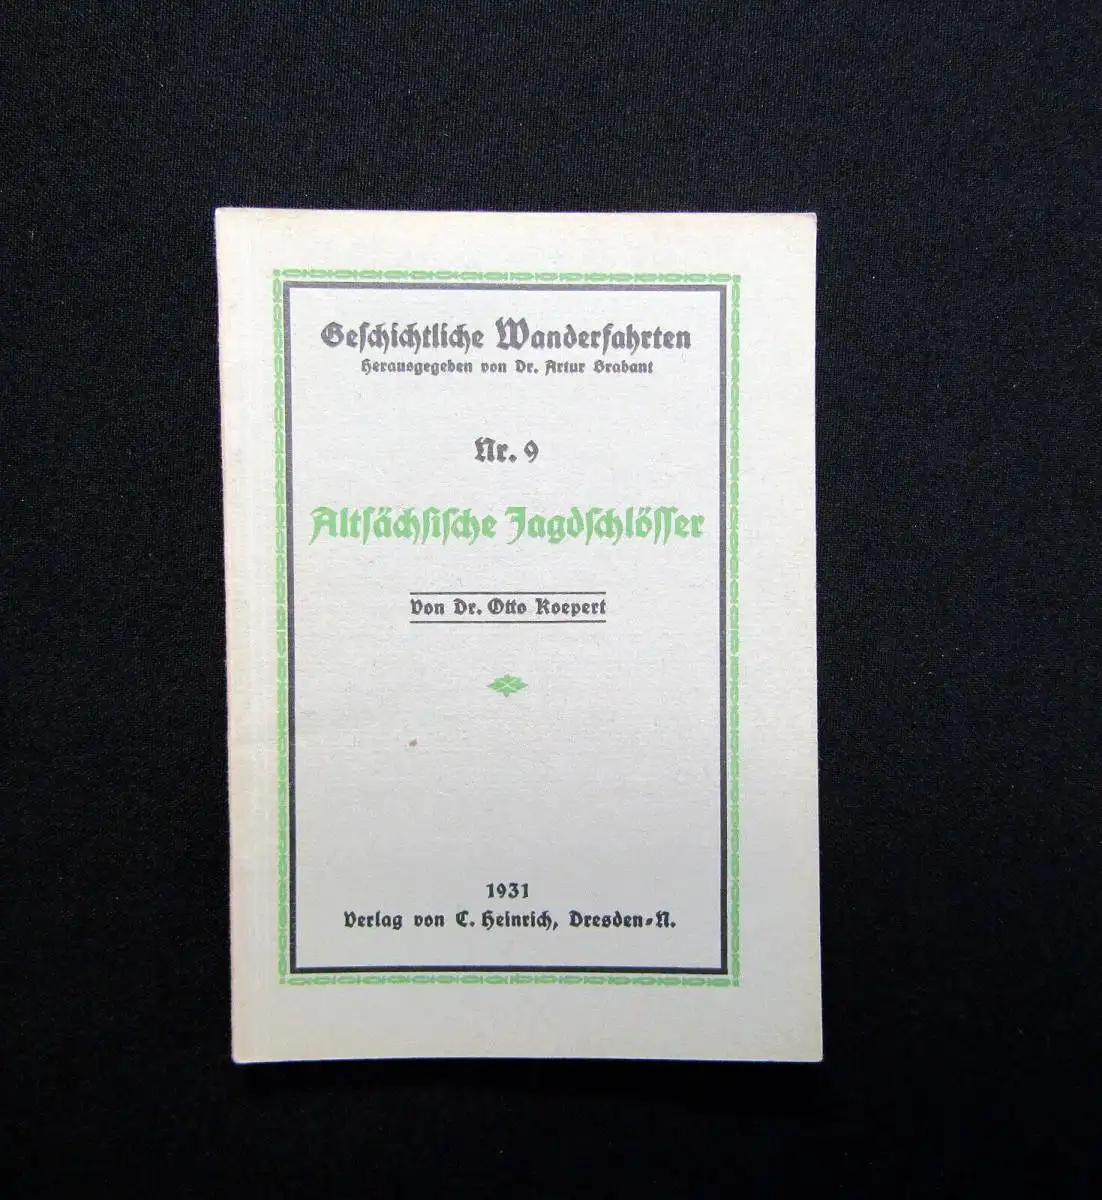 Geschichtliche Wanderfahrten
Herausgegeben von Dr. Artur Brabant
Nr. 9
Altsächsische Jagdschlösser
Von Dr. Otto Koepert
1931
Verlag von C. Heinrich, Dresden-N.